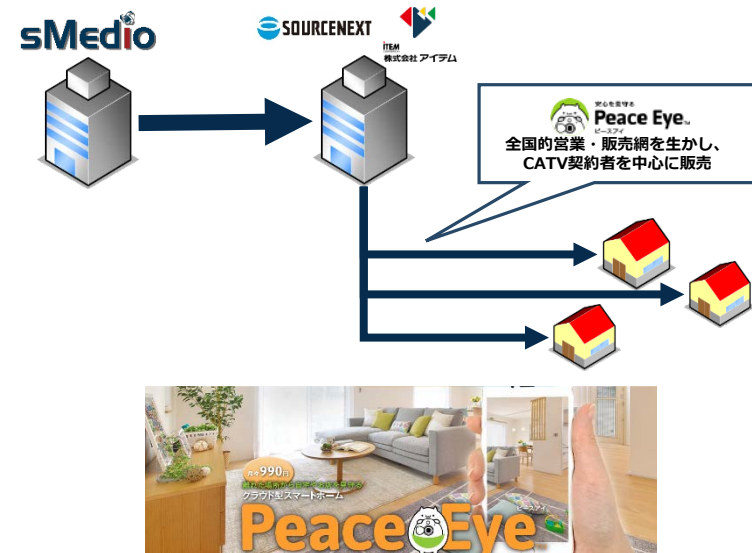 sMedio
SOURCENEXT
ITEM
株式会社 アイテム
安心を見守る
Peace Eye
ピースアイ
全国的営業・販売網を生かし、
CATV契約者を中心に販売
月々990円
離れた場所から自宅やお店を見守る
クラウド型スマートホーム
ピースアイ
Peace Eye